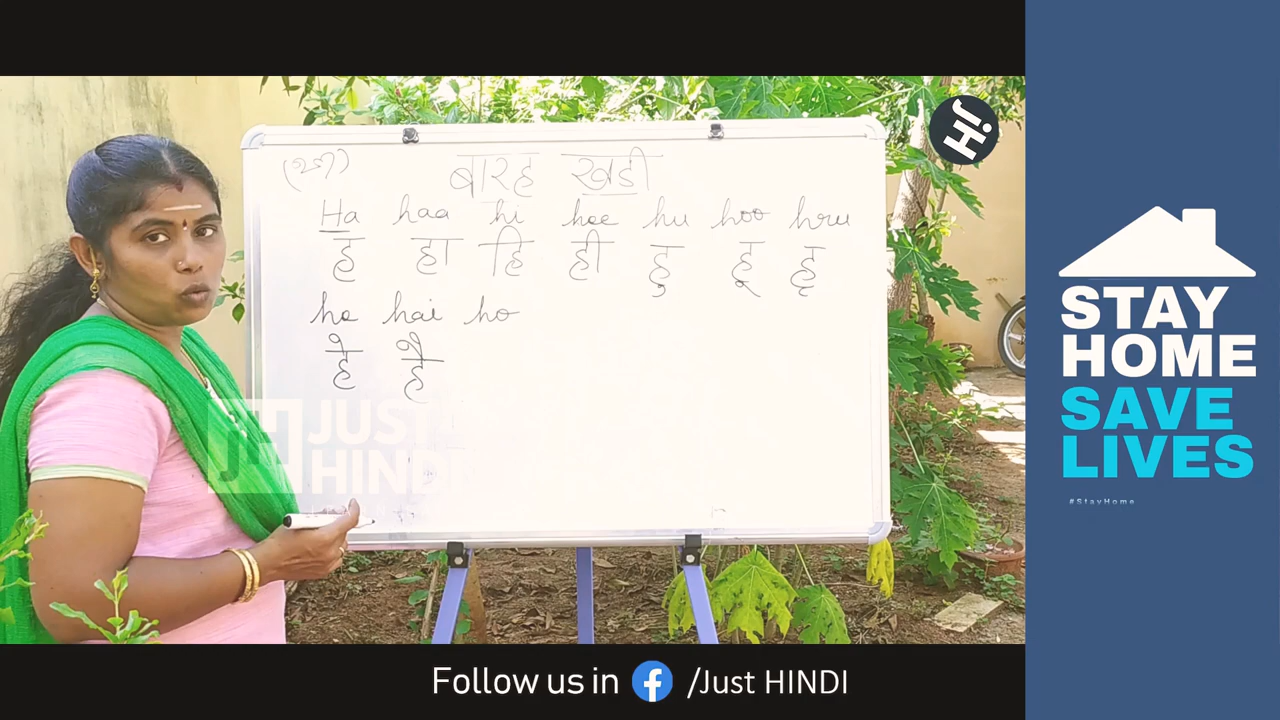 बारह खडी
Ha haa hi hee hu hoo hru
ह हा हि ही हु हू हृ
he hai ho
हे है
JUST
HINDI
H.J
STAY
HOME
SAVE
LIVES
#StayHome
Follow us in /Just HINDI